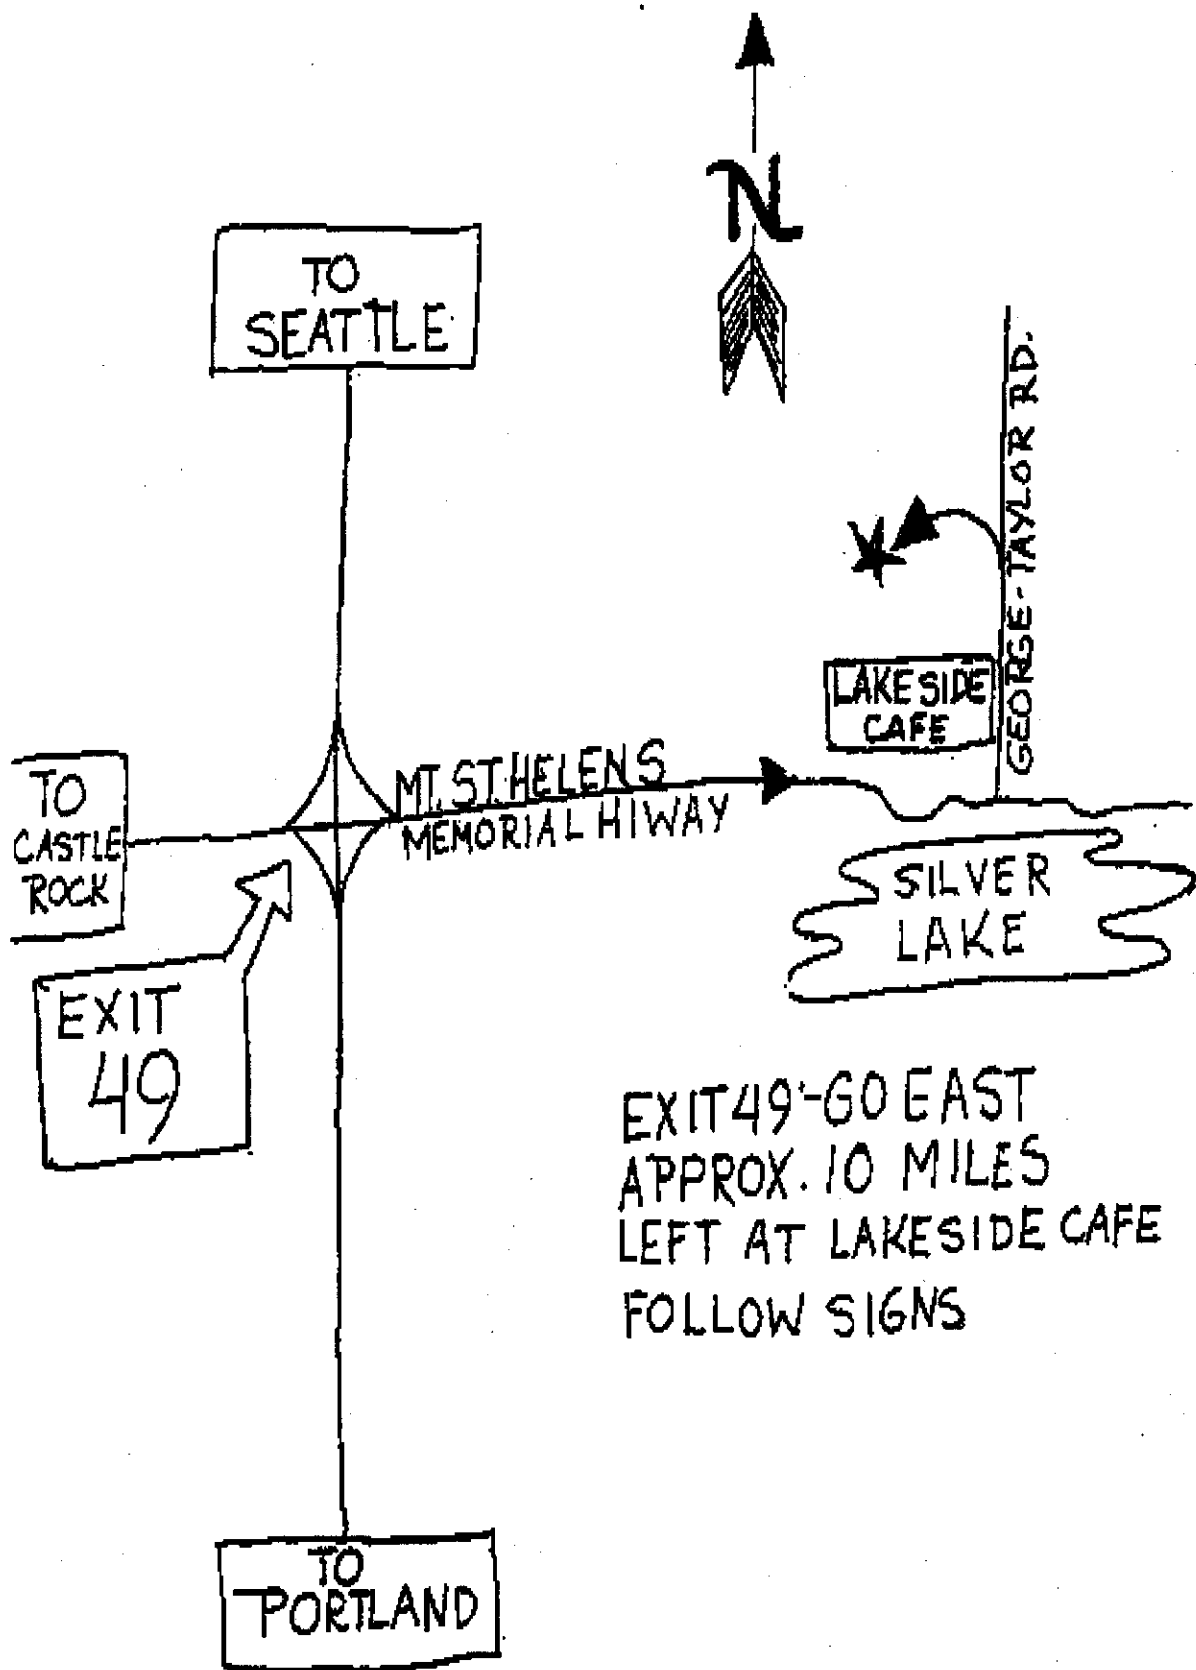 N
TO
SEATTLE
GEORGE-TAYLOR RD.
LAKESIDE
CAFE
MT. ST. HELENS
MEMORIAL HIWAY
TO
CASTLE
ROCK
SILVER
LAKE
EXIT
49
EXIT 49-GO EAST
APPROX. 10 MILES
LEFT AT LAKESIDE CAFE
FOLLOW SIGNS
TO
PORTLAND